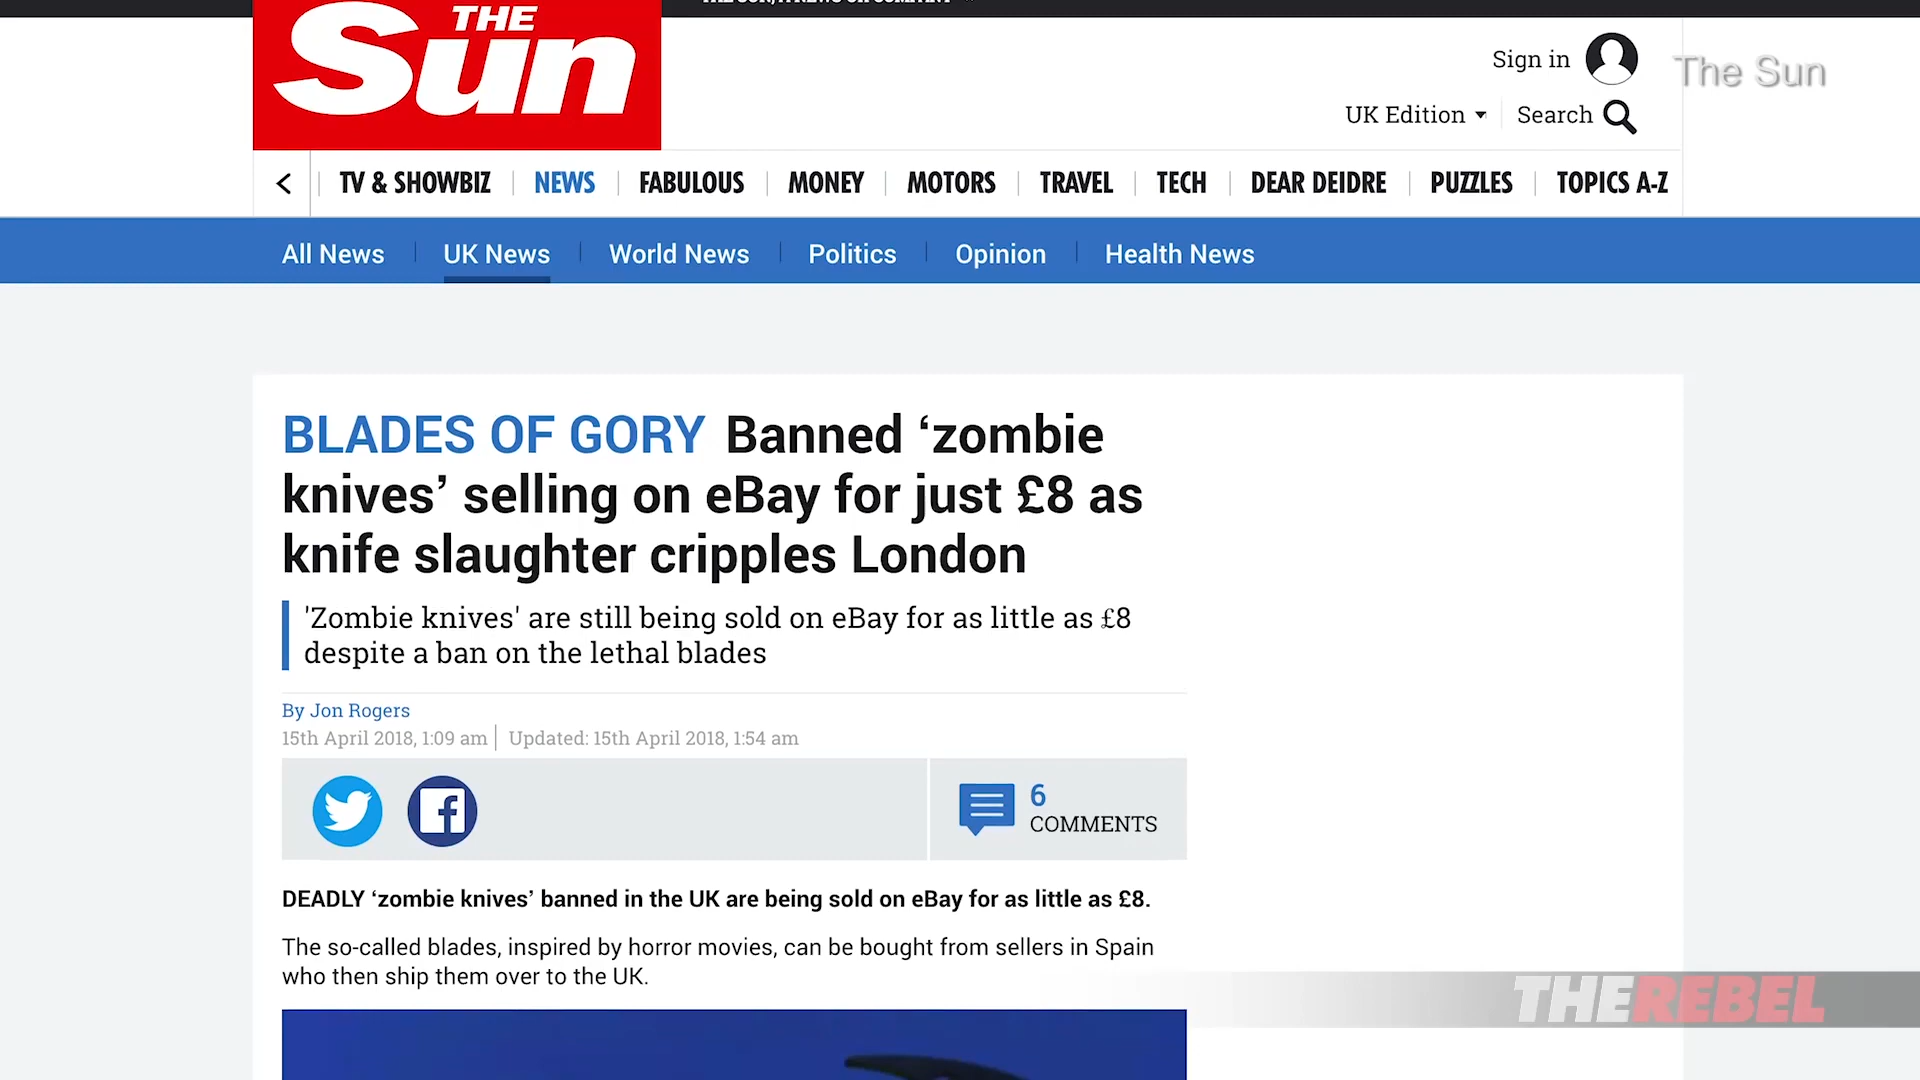 THE
Sun
Sign in
The Sun
UK Edition
Search
TV & SHOWBIZ
NEWS
FABULOUS
MONEY
MOTORS
TRAVEL
TECH
DEAR DEIDRE
PUZZLES
TOPICS A-Z
All News
UK News
World News
Politics
Opinion
Health News
BLADES OF GORY Banned ‘zombie
knives’ selling on eBay for just £8 as
knife slaughter cripples London
'Zombie knives' are still being sold on eBay for as little as £8
despite a ban on the lethal blades
By Jon Rogers
15th April 2018, 1:09 am
Updated: 15th April 2018, 1:54 am
6
COMMENTS
DEADLY ‘zombie knives’ banned in the UK are being sold on eBay for as little as £8.
The so-called blades, inspired by horror movies, can be bought from sellers in Spain
who then ship them over to the UK.
THEREBEL